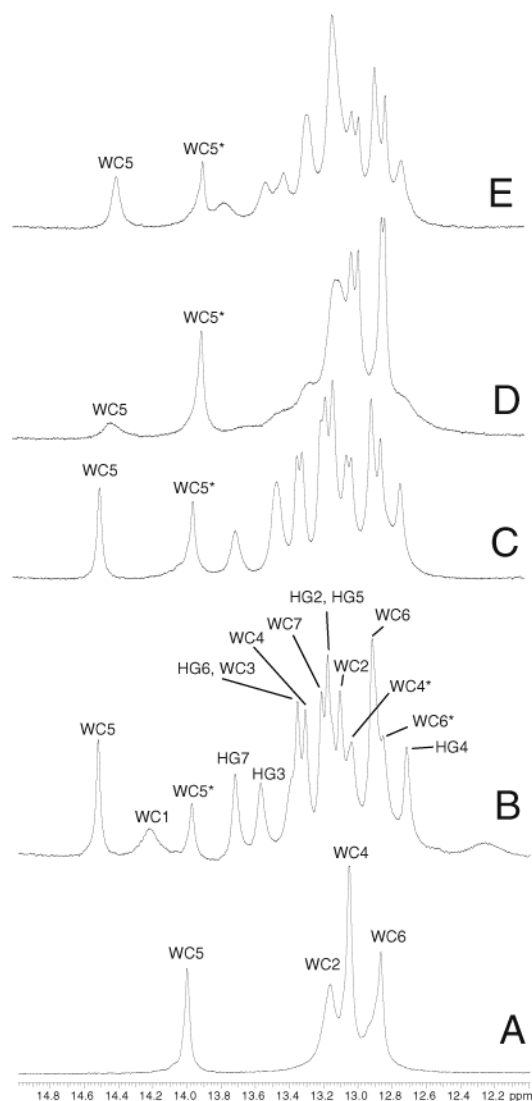 WC5
WC5*
E
WC5*
WC5
D
WC5
WC5*
C
HG2, HG5
WC7
WC6
WC4
WC2
HG6, WC3
WC4*
WC5
WC6*
HG7
HG4
HG3
WC1
WC5*
B
WC4
WC5
WC6
WC2
A
14.8 14.6 14.4 14.2 14.0 13.8 13.6 13.4 13.2 13.0 12.8 12.6 12.4 12.2 ppm